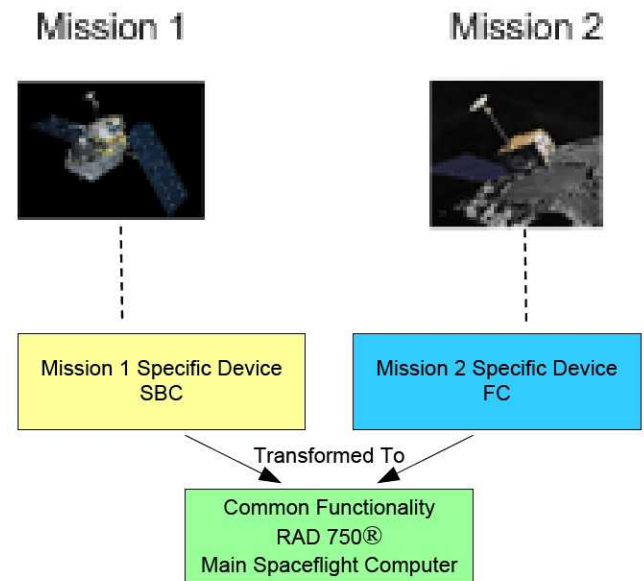 Mission 1
Mission 2
Mission 1 Specific Device
SBC
Mission 2 Specific Device
FC
Transformed To
Common Functionality
RAD 750®
Main Spaceflight Computer